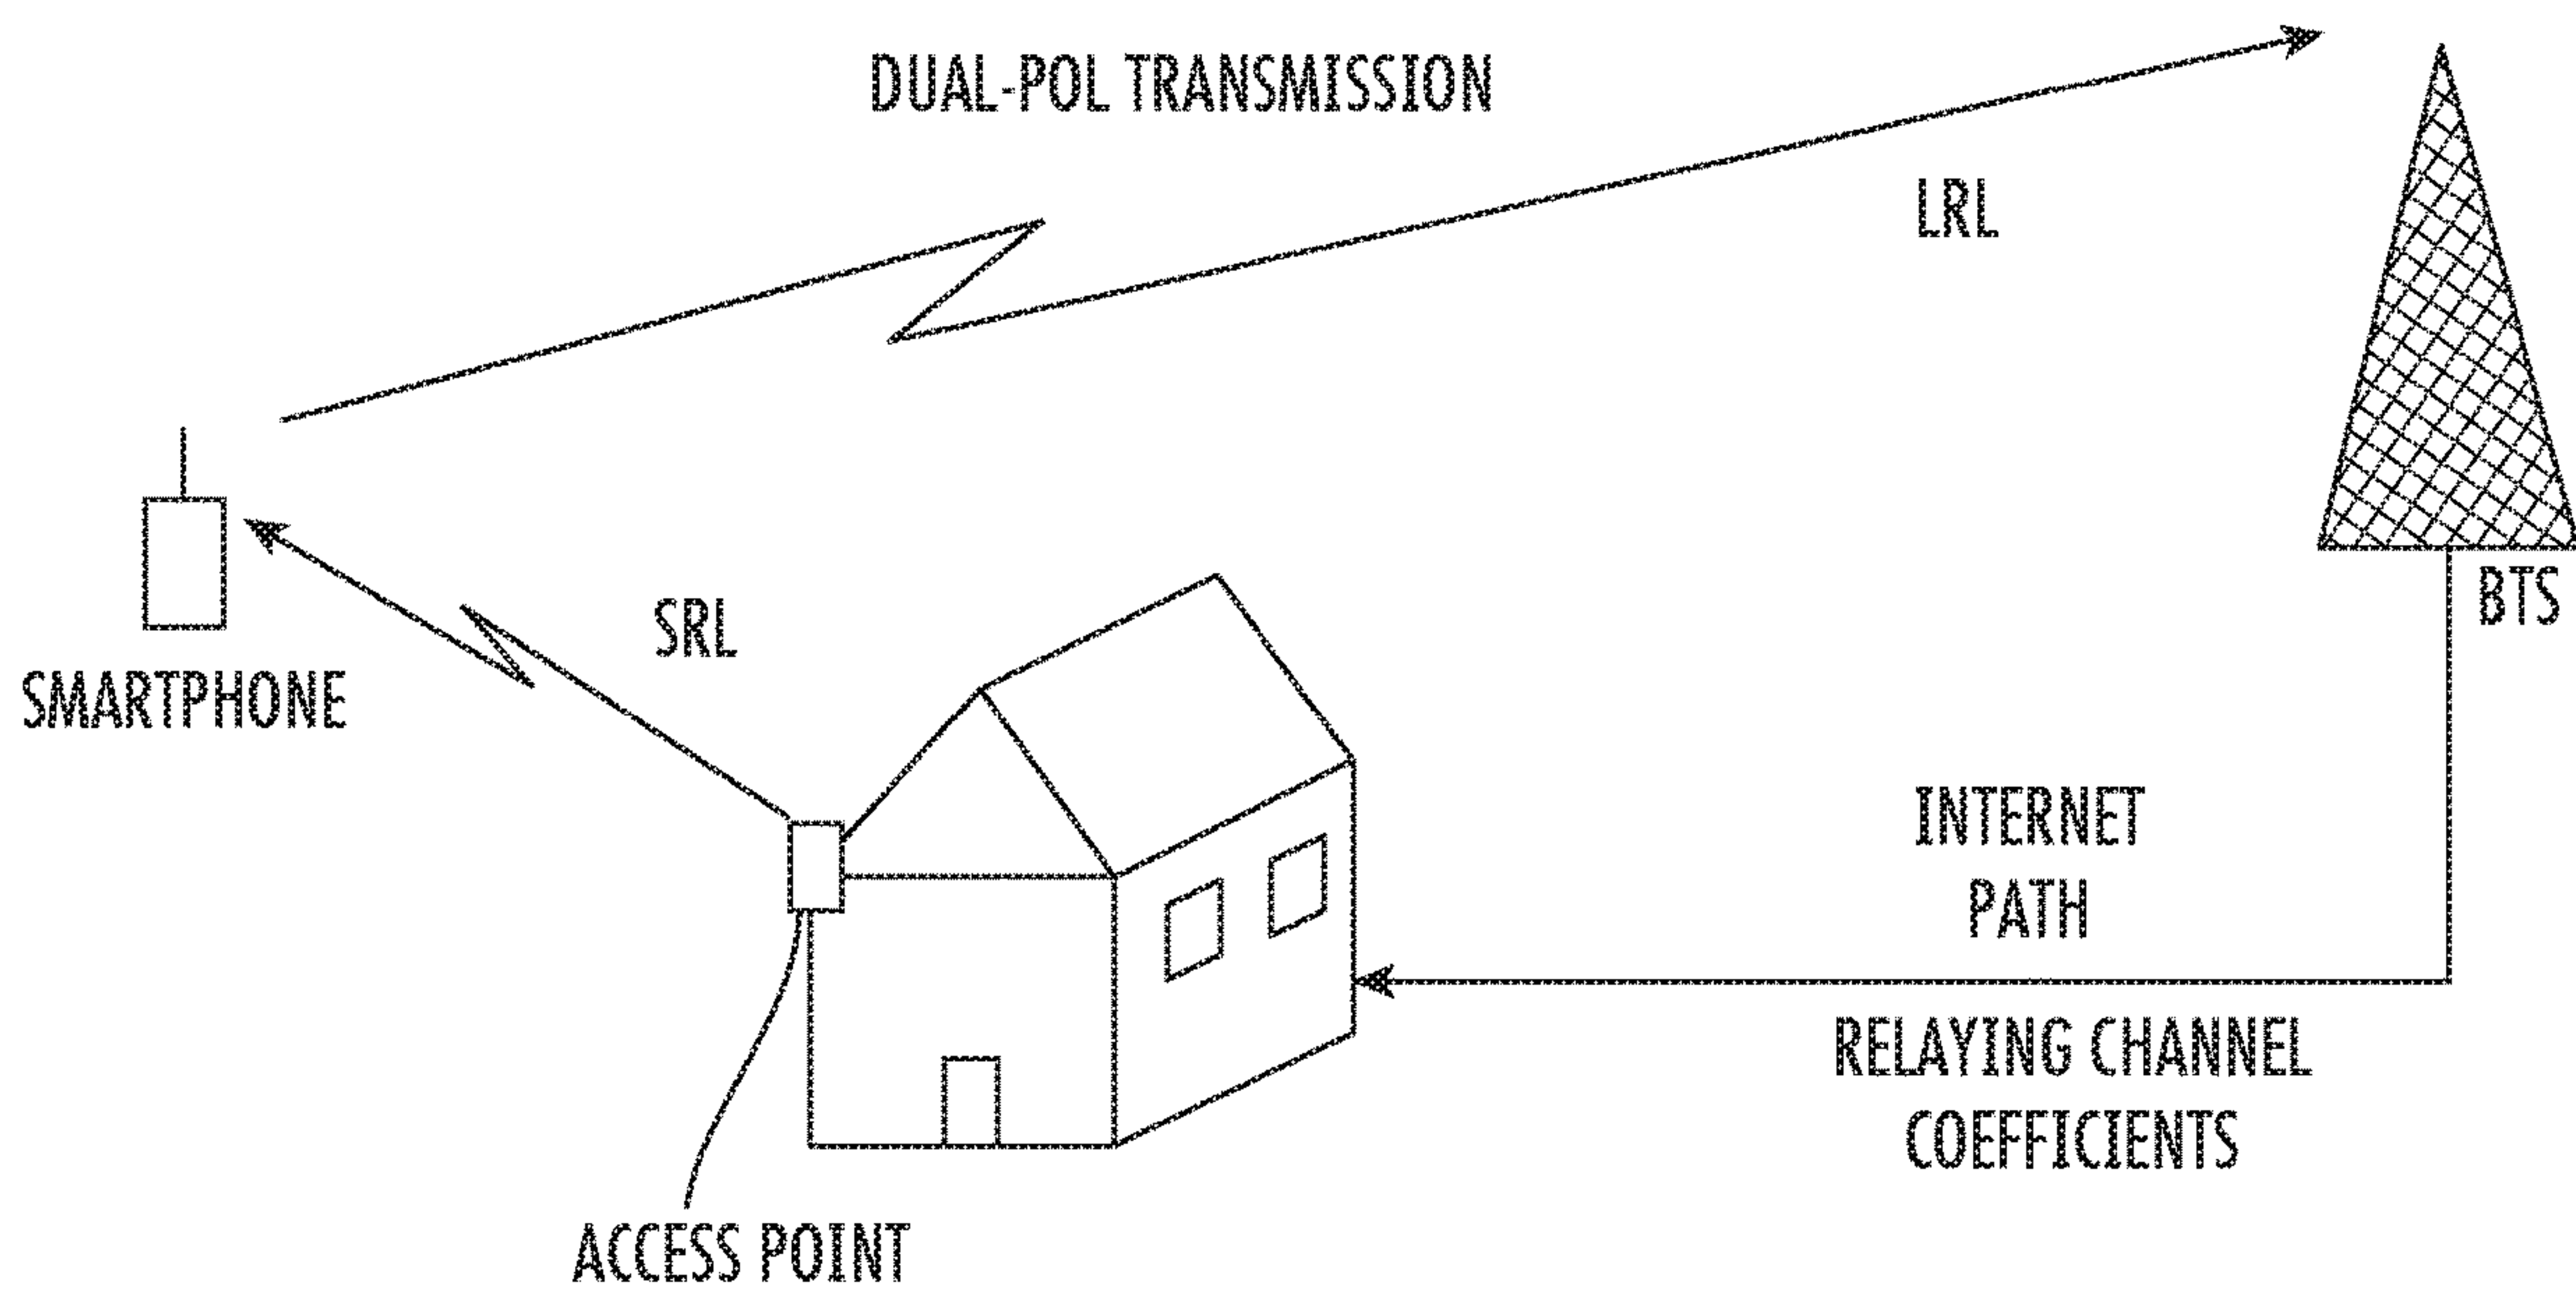 DUAL-POL TRANSMISSION
LRL
BTS
SRL
SMARTPHONE
INTERNET
PATH
RELAYING CHANNEL
COEFFICIENTS
ACCESS POINT